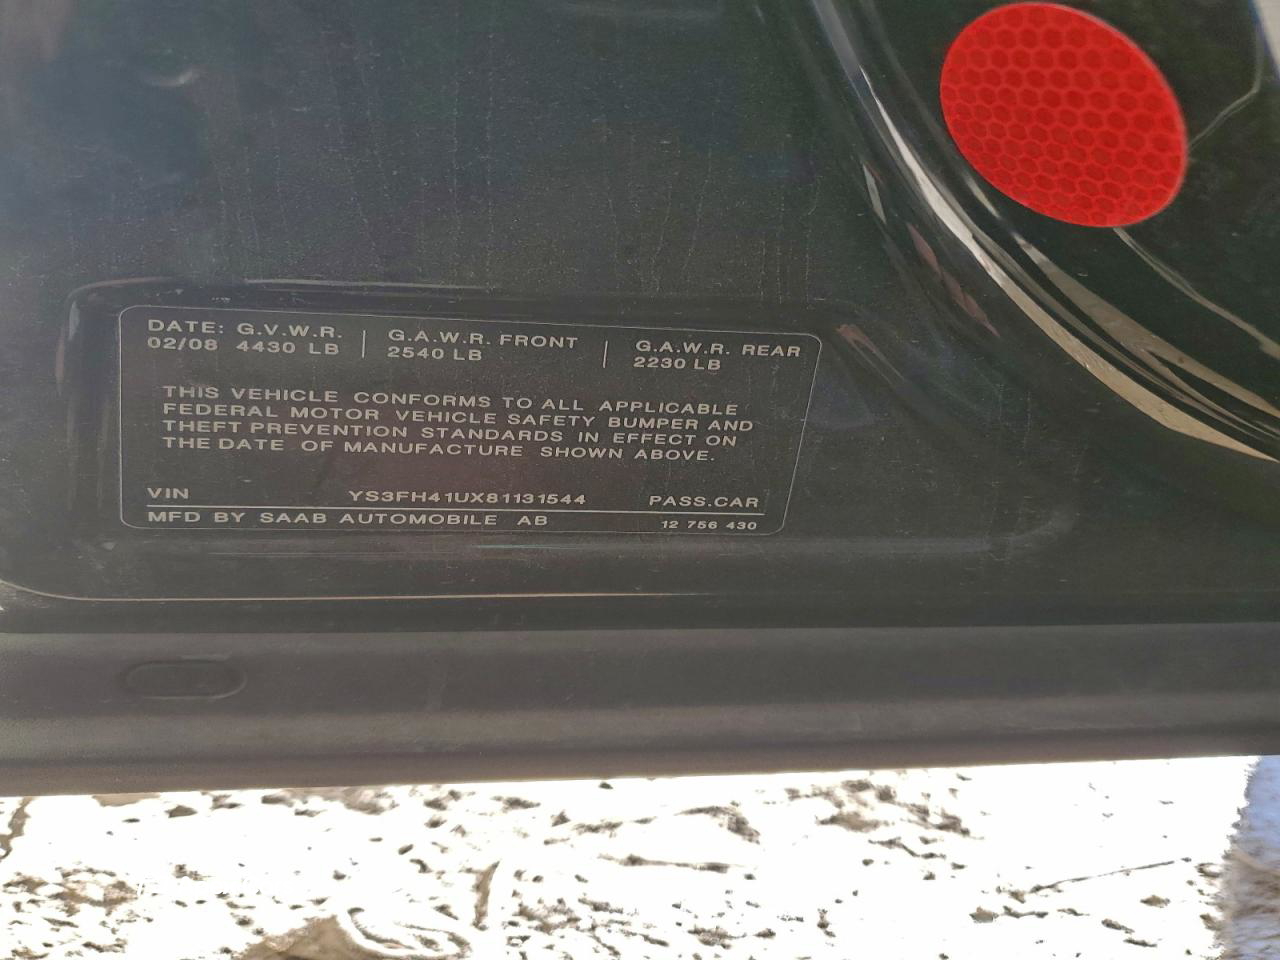 DATE: G.V.W.R. | G.A.W.R. FRONT | G.A.W.R. REAR
02/08 4430 LB 2540 LB 2230 LB
THIS VEHICLE CONFORMS TO ALL APPLICABLE
FEDERAL MOTOR VEHICLE SAFETY BUMPER AND
THEFT PREVENTION STANDARDS IN EFFECT ON
THE DATE OF MANUFACTURE SHOWN ABOVE.
VIN YS3FH41UX81131544 PASS.CAR
MFD BY SAAB AUTOMOBILE AB 12 756 430